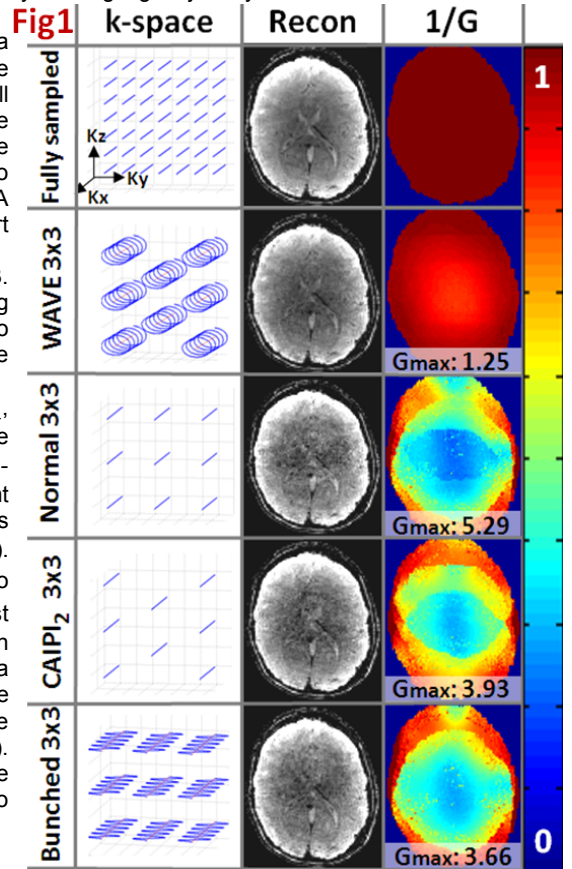 Fig1 k-space Recon 1/G
Fully sampled
Kz
Ky
Kx
1
WAVE 3x3
Gmax: 1.25
Normal 3x3
Gmax: 5.29
CAIPI2 3x3
Gmax: 3.93
Bunched 3x3
Gmax: 3.66
0